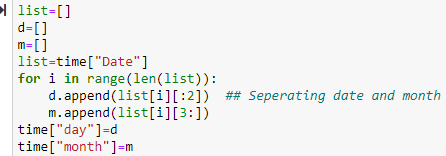 list=[]
d=[]
m=[]
list=time["Date"]
for i in range(len(list)):
    d.append(list[i][:2])  ## Seperating date and month
    m.append(list[i][3:])
time["day"]=d
time["month"]=m